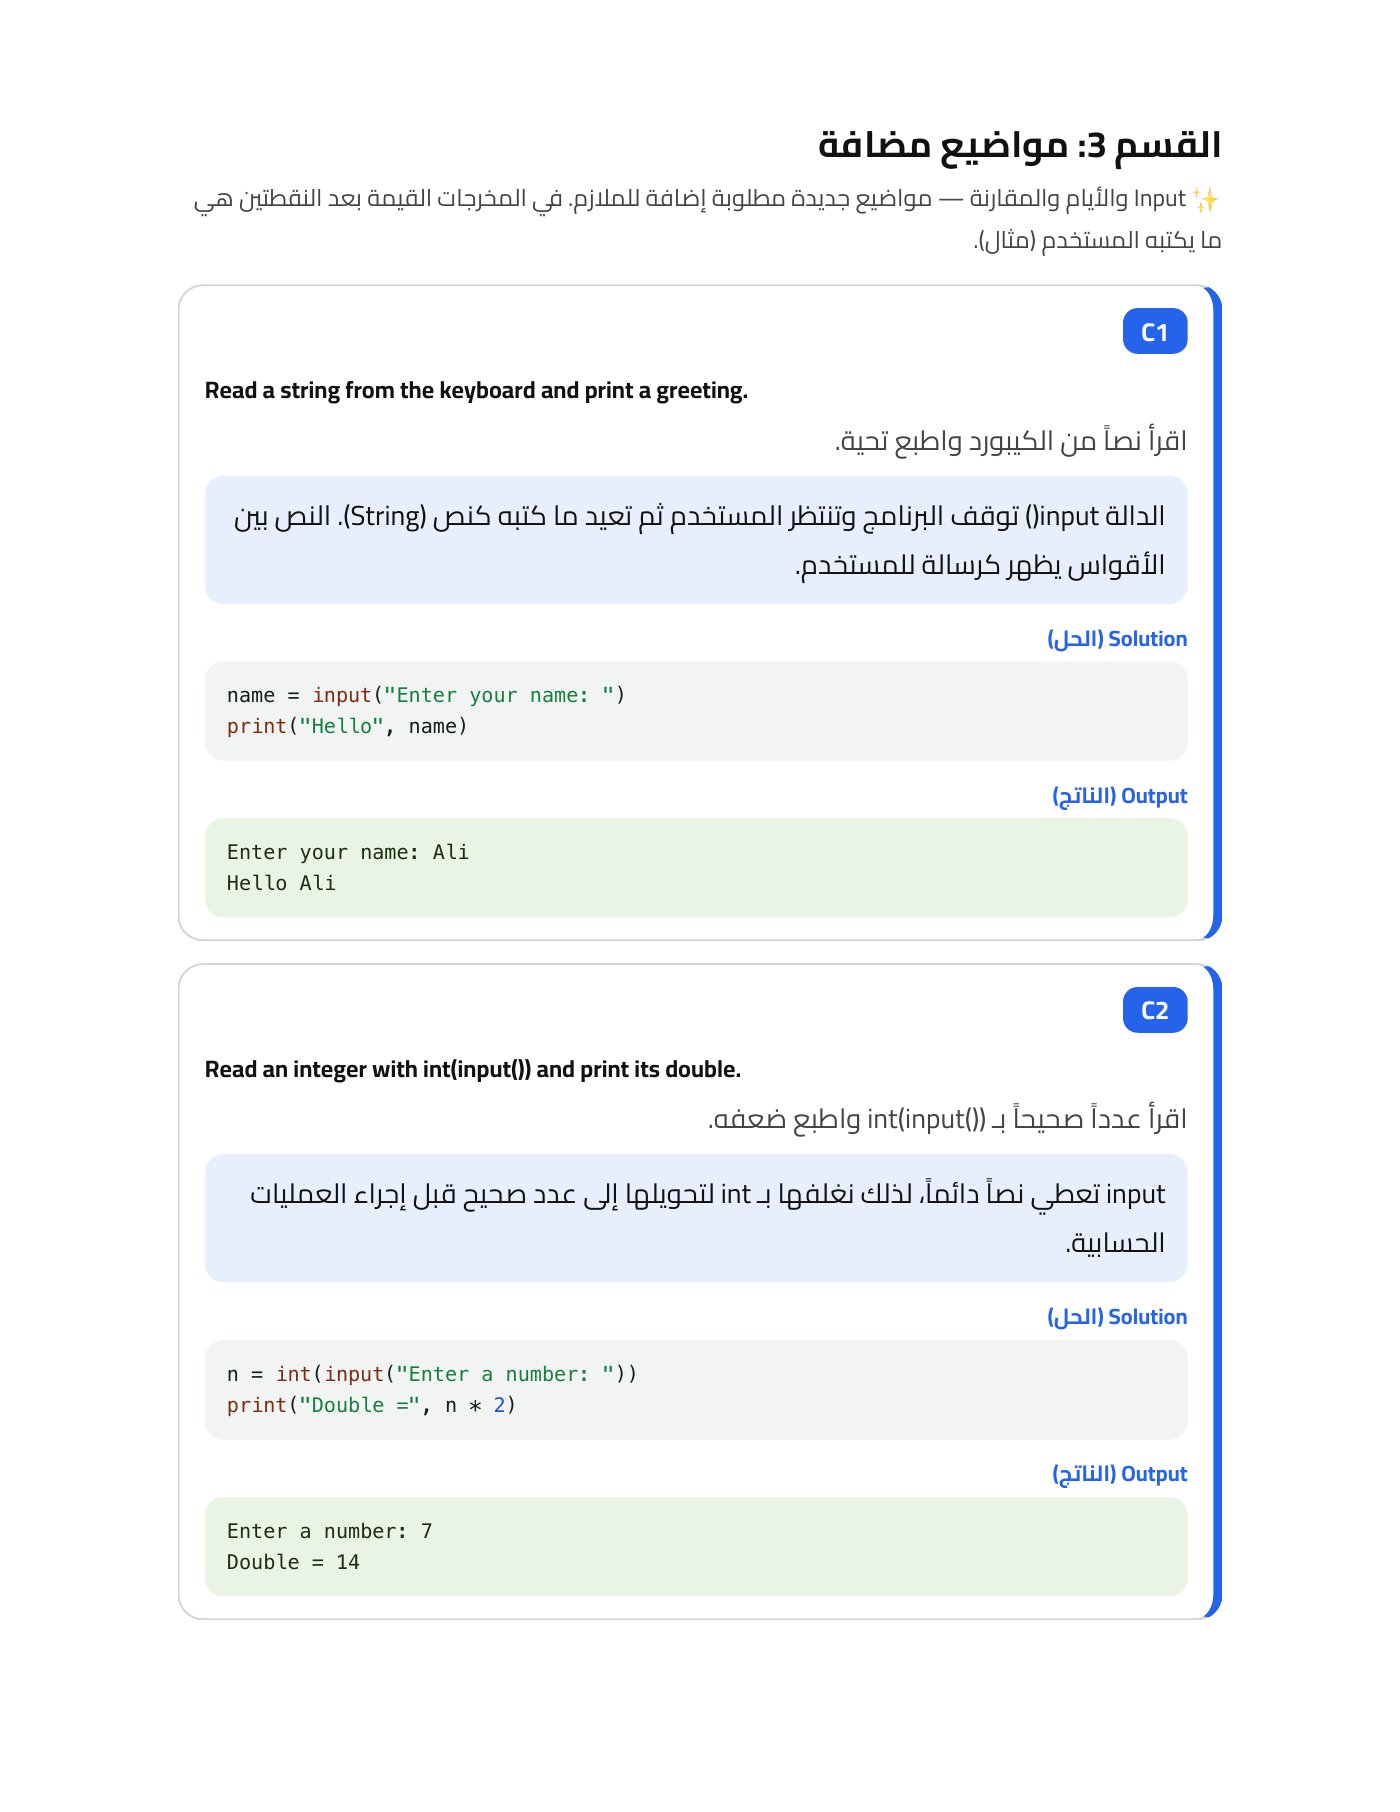 القسم 3: مواضيع مضافة
✨ Input والأيام والمقارنة — مواضيع جديدة مطلوبة إضافة للملازم. في المخرجات القيمة بعد النقطتين هي
ما يكتبه المستخدم (مثال).
C1
Read a string from the keyboard and print a greeting.
اقرأ نصاً من الكيبورد واطبع تحية.
الدالة input() توقف البرنامج وتنتظر المستخدم ثم تعيد ما كتبه كنص (String). النص بين
الأقواس يظهر كرسالة للمستخدم.
Solution (الحل)
name = input("Enter your name: ")
print("Hello", name)
Output (الناتج)
Enter your name: Ali
Hello Ali
C2
Read an integer with int(input()) and print its double.
اقرأ عدداً صحيحاً بـ int(input()) واطبع ضعفه.
input تعطي نصاً دائماً، لذلك نغلفها بـ int لتحويلها إلى عدد صحيح قبل إجراء العمليات
الحسابية.
Solution (الحل)
n = int(input("Enter a number: "))
print("Double =", n * 2)
Output (الناتج)
Enter a number: 7
Double = 14